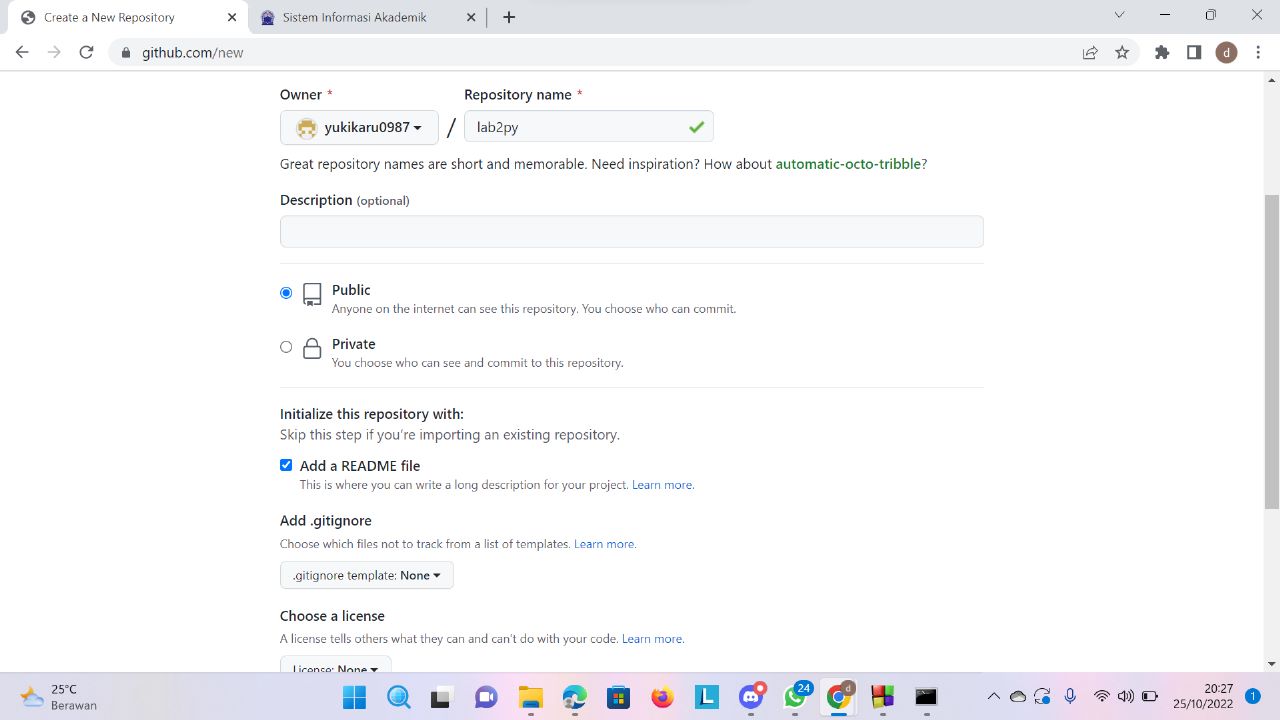 Create a New Repository
Sistem Informasi Akademik
github.com/new
d
Owner *
Repository name *
yukikaru0987
/
lab2py
Great repository names are short and memorable. Need inspiration? How about automatic-octo-tribble?
Description (optional)
Public
Anyone on the internet can see this repository. You choose who can commit.
Private
You choose who can see and commit to this repository.
Initialize this repository with:
Skip this step if you're importing an existing repository.
Add a README file
This is where you can write a long description for your project. Learn more.
Add .gitignore
Choose which files not to track from a list of templates. Learn more.
.gitignore template: None
Choose a license
A license tells others what they can and can't do with your code. Learn more.
License: None
25°C
Berawan
L
24
d
20:27
25/10/2022
1